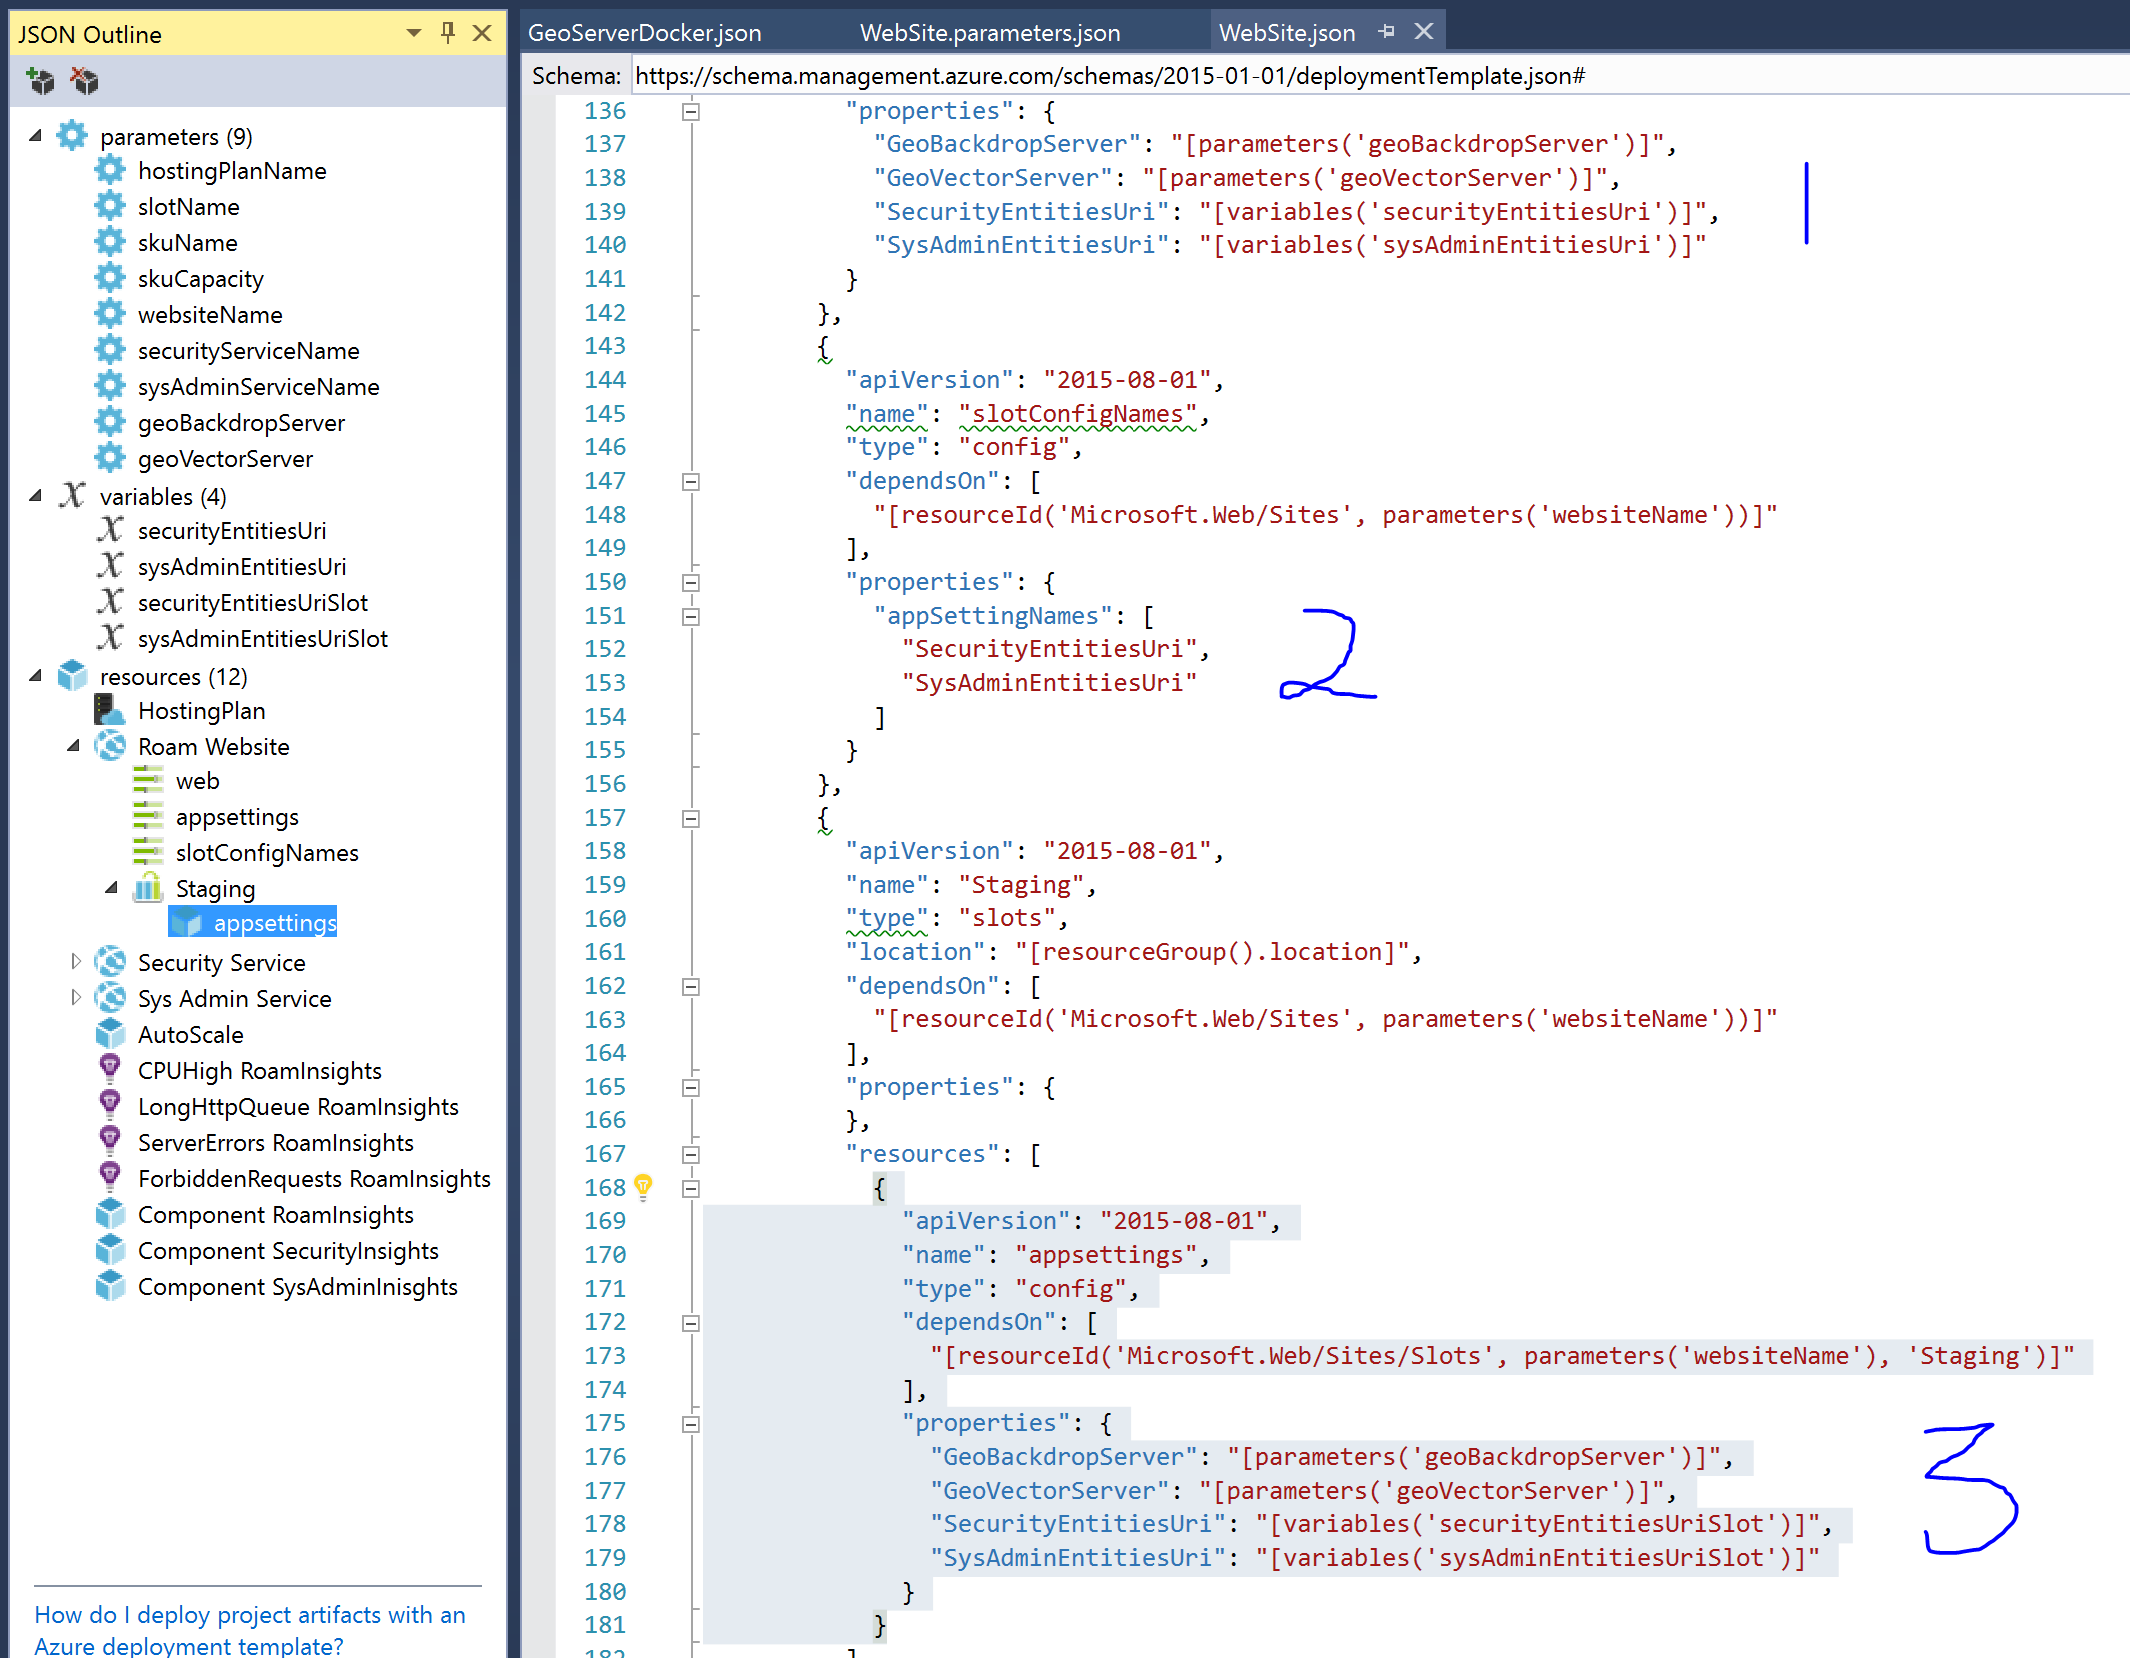 JSON Outline
parameters (9)
hostingPlanName
slotName
skuName
skuCapacity
websiteName
securityServiceName
sysAdminServiceName
geoBackdropServer
geoVectorServer
variables (4)
securityEntitiesUri
sysAdminEntitiesUri
securityEntitiesUriSlot
sysAdminEntitiesUriSlot
resources (12)
HostingPlan
Roam Website
web
appsettings
slotConfigNames
Staging
appsettings
Security Service
Sys Admin Service
AutoScale
CPUHigh RoamInsights
LongHttpQueue RoamInsights
ServerErrors RoamInsights
ForbiddenRequests RoamInsights
Component RoamInsights
Component SecurityInsights
Component SysAdminInisghts
How do I deploy project artifacts with an
Azure deployment template?
GeoServerDocker.json WebSite.parameters.json WebSite.json
Schema: https://schema.management.azure.com/schemas/2015-01-01/deploymentTemplate.json#
136 "properties": {
137 "GeoBackdropServer": "[parameters('geoBackdropServer')]",
138 "GeoVectorServer": "[parameters('geoVectorServer')]",
139 "SecurityEntitiesUri": "[variables('securityEntitiesUri')]",
140 "SysAdminEntitiesUri": "[variables('sysAdminEntitiesUri')]"
1
141 }
142 },
143 {
144 "apiVersion": "2015-08-01",
145 "name": "slotConfigNames",
146 "type": "config",
147 "dependsOn": [
148 "[resourceId('Microsoft.Web/Sites', parameters('websiteName'))]"
149 ],
150 "properties": {
151 "appSettingNames": [
152 "SecurityEntitiesUri",
153 "SysAdminEntitiesUri"
2
154 ]
155 }
156 },
157 {
158 "apiVersion": "2015-08-01",
159 "name": "Staging",
160 "type": "slots",
161 "location": "[resourceGroup().location]",
162 "dependsOn": [
163 "[resourceId('Microsoft.Web/Sites', parameters('websiteName'))]"
164 ],
165 "properties": {
166 },
167 "resources": [
168 {
169 "apiVersion": "2015-08-01",
170 "name": "appsettings",
171 "type": "config",
172 "dependsOn": [
173 "[resourceId('Microsoft.Web/Sites/Slots', parameters('websiteName'), 'Staging')]"
174 ],
175 "properties": {
176 "GeoBackdropServer": "[parameters('geoBackdropServer')]",
177 "GeoVectorServer": "[parameters('geoVectorServer')]",
178 "SecurityEntitiesUri": "[variables('securityEntitiesUriSlot')]",
179 "SysAdminEntitiesUri": "[variables('sysAdminEntitiesUriSlot')]"
3
180 }
181 }
182 ]